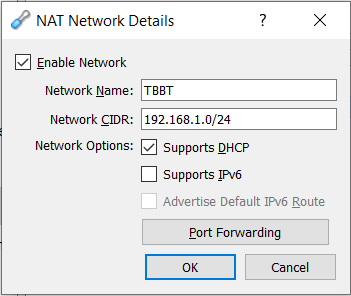 NAT Network Details
Enable Network
Network Name: TBBT
Network CIDR: 192.168.1.0/24
Network Options: Supports DHCP
Supports IPv6
Advertise Default IPv6 Route
Port Forwarding
OK Cancel